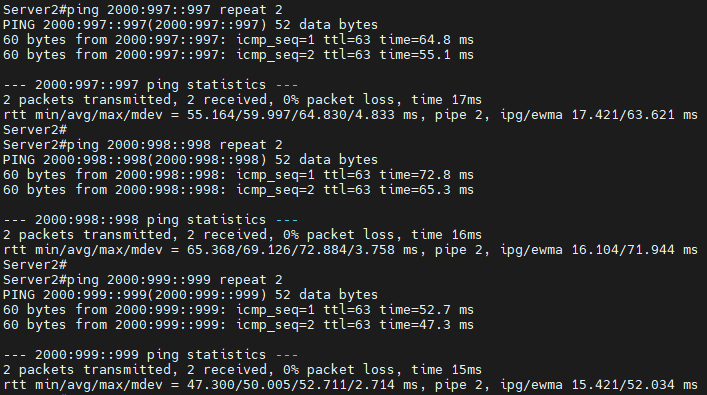 Server2#ping 2000:997::997 repeat 2
PING 2000:997::997(2000:997::997) 52 data bytes
60 bytes from 2000:997::997: icmp_seq=1 ttl=63 time=64.8 ms
60 bytes from 2000:997::997: icmp_seq=2 ttl=63 time=55.1 ms

--- 2000:997::997 ping statistics ---
2 packets transmitted, 2 received, 0% packet loss, time 17ms
rtt min/avg/max/mdev = 55.164/59.997/64.830/4.833 ms, pipe 2, ipg/ewma 17.421/63.621 ms
Server2#
Server2#ping 2000:998::998 repeat 2
PING 2000:998::998(2000:998::998) 52 data bytes
60 bytes from 2000:998::998: icmp_seq=1 ttl=63 time=72.8 ms
60 bytes from 2000:998::998: icmp_seq=2 ttl=63 time=65.3 ms

--- 2000:998::998 ping statistics ---
2 packets transmitted, 2 received, 0% packet loss, time 16ms
rtt min/avg/max/mdev = 65.368/69.126/72.884/3.758 ms, pipe 2, ipg/ewma 16.104/71.944 ms
Server2#
Server2#ping 2000:999::999 repeat 2
PING 2000:999::999(2000:999::999) 52 data bytes
60 bytes from 2000:999::999: icmp_seq=1 ttl=63 time=52.7 ms
60 bytes from 2000:999::999: icmp_seq=2 ttl=63 time=47.3 ms

--- 2000:999::999 ping statistics ---
2 packets transmitted, 2 received, 0% packet loss, time 15ms
rtt min/avg/max/mdev = 47.300/50.005/52.711/2.714 ms, pipe 2, ipg/ewma 15.421/52.034 ms